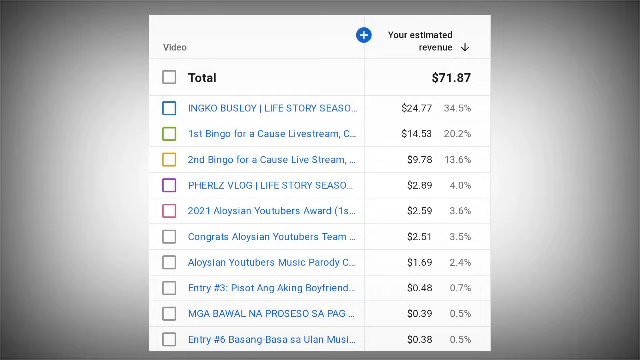 Your estimated
Video revenue
Total $71.87
INGKO BUSLOY | LIFE STORY SEASO... $24.77 34.5%
1st Bingo for a Cause Livestream, C... $14.53 20.2%
2nd Bingo for a Cause Live Stream, ... $9.78 13.6%
PHERLZ VLOG | LIFE STORY SEASO... $2.89 4.0%
2021 Aloysian Youtubers Award (1s... $2.59 3.6%
Congrats Aloysian Youtubers Team ... $2.51 3.5%
Aloysian Youtubers Music Parody C... $1.69 2.4%
Entry #3: Pisot Ang Aking Boyfriend... $0.48 0.7%
MGA BAWAL NA PROSESO SA PAG ... $0.39 0.5%
Entry #6 Basang-Basa sa Ulan Musi... $0.38 0.5%